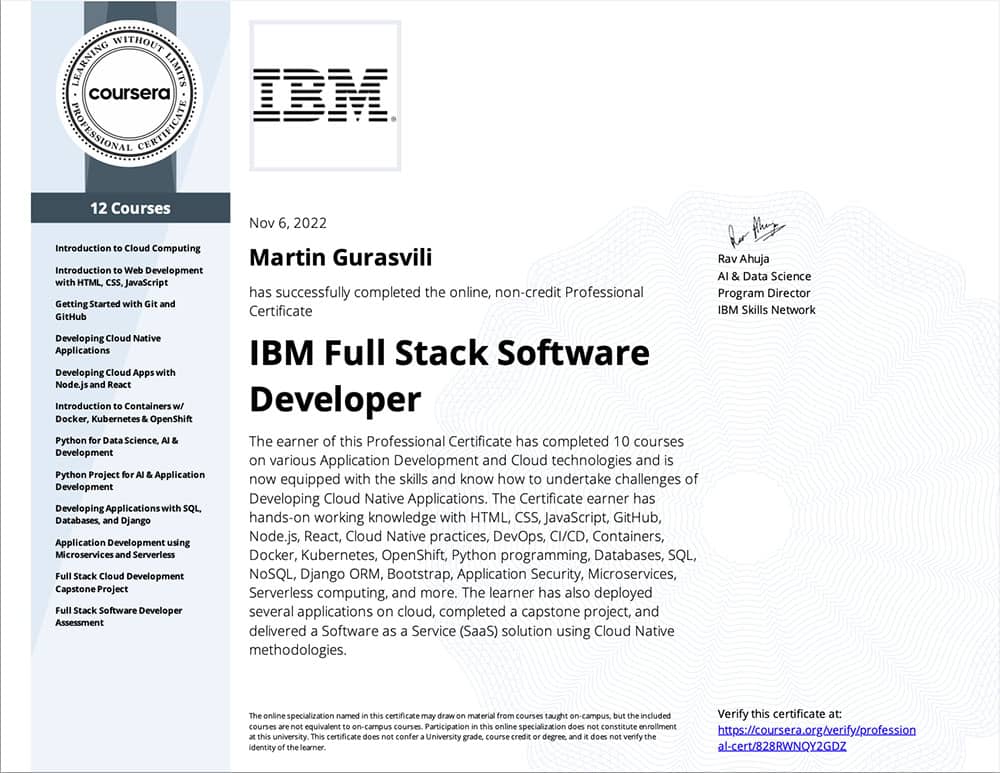 LEARNING WITHOUT LIMITS
coursera
PROFESSIONAL CERTIFICATE
IBM®
12 Courses
Introduction to Cloud Computing
Introduction to Web Development
with HTML, CSS, JavaScript
Getting Started with Git and
GitHub
Developing Cloud Native
Applications
Developing Cloud Apps with
Node.js and React
Introduction to Containers w/
Docker, Kubernetes & OpenShift
Python for Data Science, AI &
Development
Python Project for AI & Application
Development
Developing Applications with SQL,
Databases, and Django
Application Development using
Microservices and Serverless
Full Stack Cloud Development
Capstone Project
Full Stack Software Developer
Assessment
Nov 6, 2022
Martin Gurasvili
has successfully completed the online, non-credit Professional
Certificate
IBM Full Stack Software
Developer
The earner of this Professional Certificate has completed 10 courses
on various Application Development and Cloud technologies and is
now equipped with the skills and know how to undertake challenges of
Developing Cloud Native Applications. The Certificate earner has
hands-on working knowledge with HTML, CSS, JavaScript, GitHub,
Node.js, React, Cloud Native practices, DevOps, CI/CD, Containers,
Docker, Kubernetes, OpenShift, Python programming, Databases, SQL,
NoSQL, Django ORM, Bootstrap, Application Security, Microservices,
Serverless computing, and more. The learner has also deployed
several applications on cloud, completed a capstone project, and
delivered a Software as a Service (SaaS) solution using Cloud Native
methodologies.
Rav Ahuja
Rav Ahuja
AI & Data Science
Program Director
IBM Skills Network
The online specialization named in this certificate may draw on material from courses taught on-campus, but the included
courses are not equivalent to on-campus courses. Participation in this online specialization does not constitute enrollment
at this university. This certificate does not confer a University grade, course credit or degree, and it does not verify the
identity of the learner.
Verify this certificate at:
https://coursera.org/verify/profession
al-cert/828RWNQY2GDZ